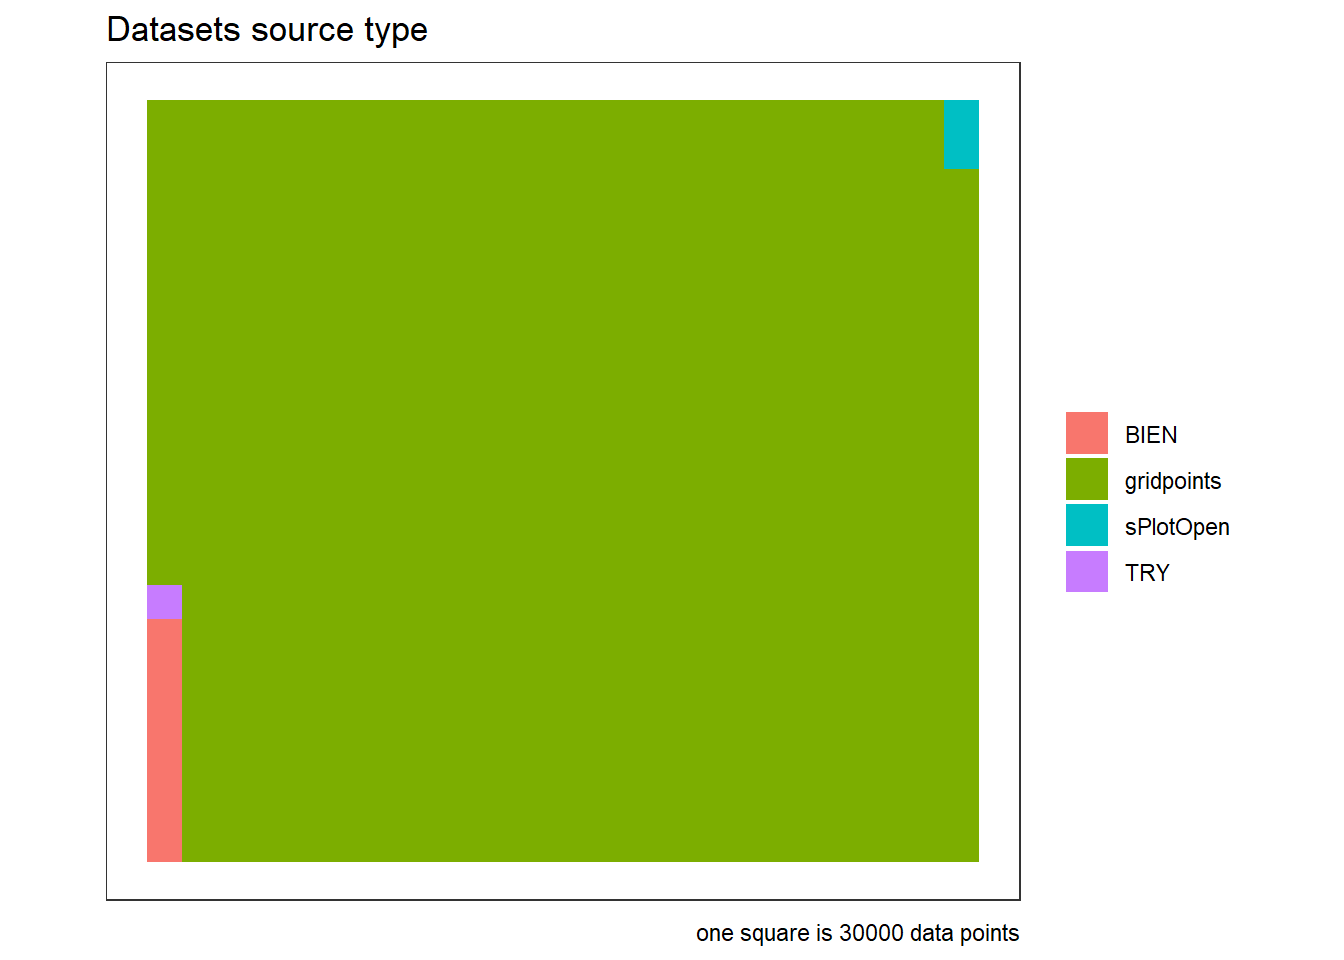 Datasets source type
BIEN
gridpoints
sPlotOpen
TRY
one square is 30000 data points